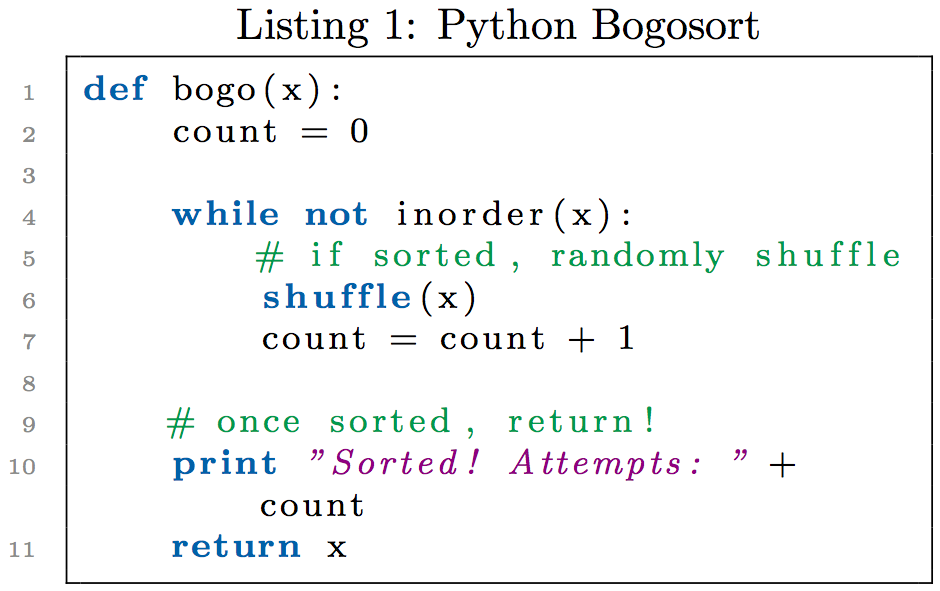 Listing 1: Python Bogosort
1 def bogo(x):
2 count = 0
3
4 while not inorder(x):
5 # if sorted, randomly shuffle
6 shuffle(x)
7 count = count + 1
8
9 # once sorted, return!
10 print "Sorted! Attempts: " +
count
11 return x